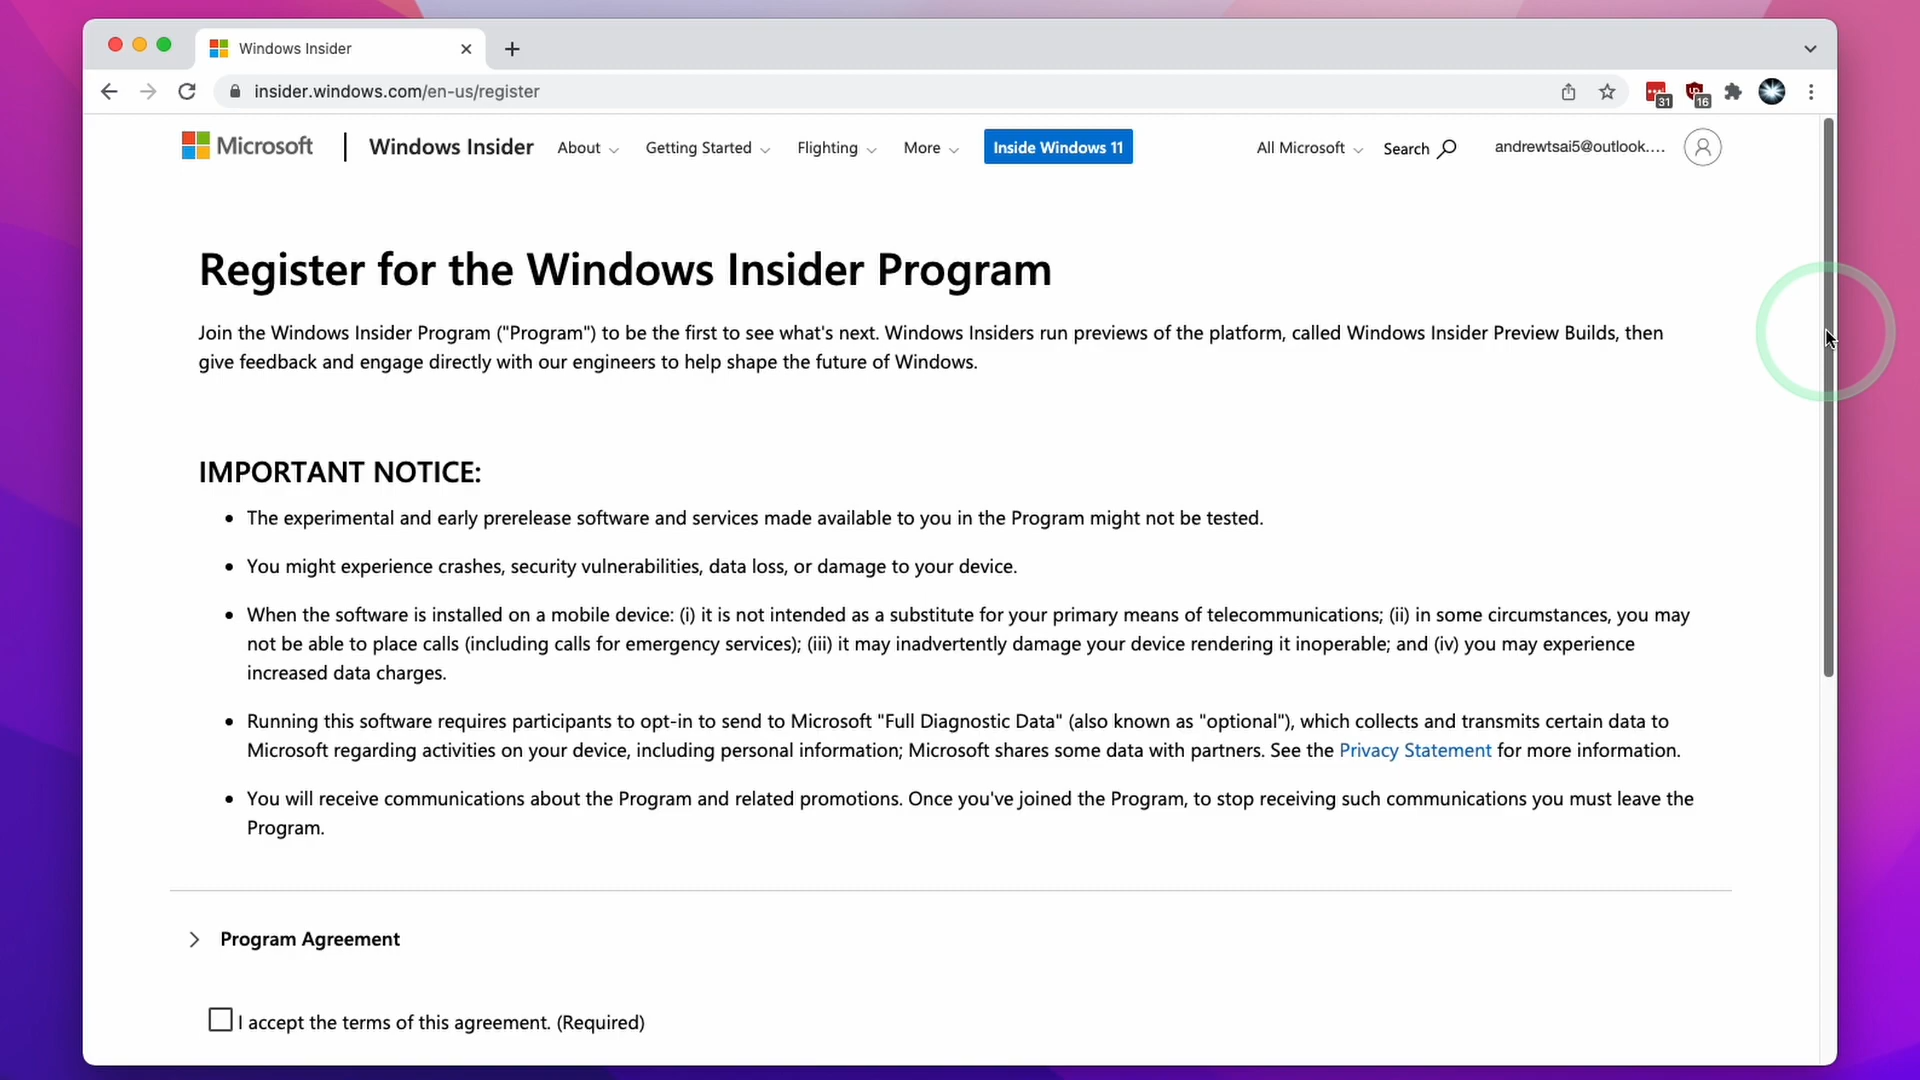 Windows Insider
insider.windows.com/en-us/register
31
16
Microsoft
Windows Insider
About
Getting Started
Flighting
More
Inside Windows 11
All Microsoft
Search
andrewtsai5@outlook....
Register for the Windows Insider Program
Join the Windows Insider Program ("Program") to be the first to see what's next. Windows Insiders run previews of the platform, called Windows Insider Preview Builds, then
give feedback and engage directly with our engineers to help shape the future of Windows.
IMPORTANT NOTICE:
• The experimental and early prerelease software and services made available to you in the Program might not be tested.
• You might experience crashes, security vulnerabilities, data loss, or damage to your device.
• When the software is installed on a mobile device: (i) it is not intended as a substitute for your primary means of telecommunications; (ii) in some circumstances, you may
not be able to place calls (including calls for emergency services); (iii) it may inadvertently damage your device rendering it inoperable; and (iv) you may experience
increased data charges.
• Running this software requires participants to opt-in to send to Microsoft "Full Diagnostic Data" (also known as "optional"), which collects and transmits certain data to
Microsoft regarding activities on your device, including personal information; Microsoft shares some data with partners. See the Privacy Statement for more information.
• You will receive communications about the Program and related promotions. Once you've joined the Program, to stop receiving such communications you must leave the
Program.
Program Agreement
I accept the terms of this agreement. (Required)